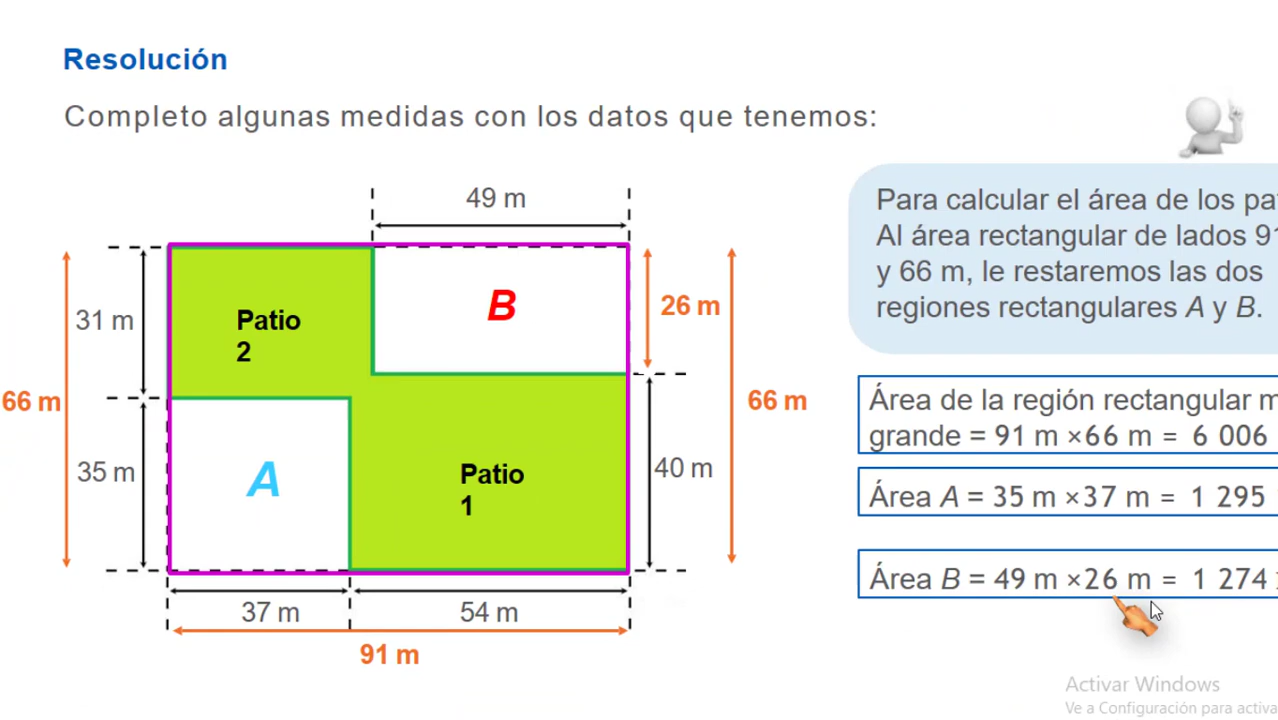 Resolución
Completo algunas medidas con los datos que tenemos:
49 m
31 m
Patio
2
B
26 m
66 m
66 m
35 m
A
Patio
1
40 m
37 m
54 m
91 m
Para calcular el área de los
Al área rectangular de lados
y 66 m, le restaremos las dos
regiones rectangulares A y B.
Área de la región rectangular
grande = 91 m ×66 m = 6 006
Área A = 35 m ×37 m = 1 295
Área B = 49 m ×26 m = 1 274
Activar Windows
Ve a Configuración para